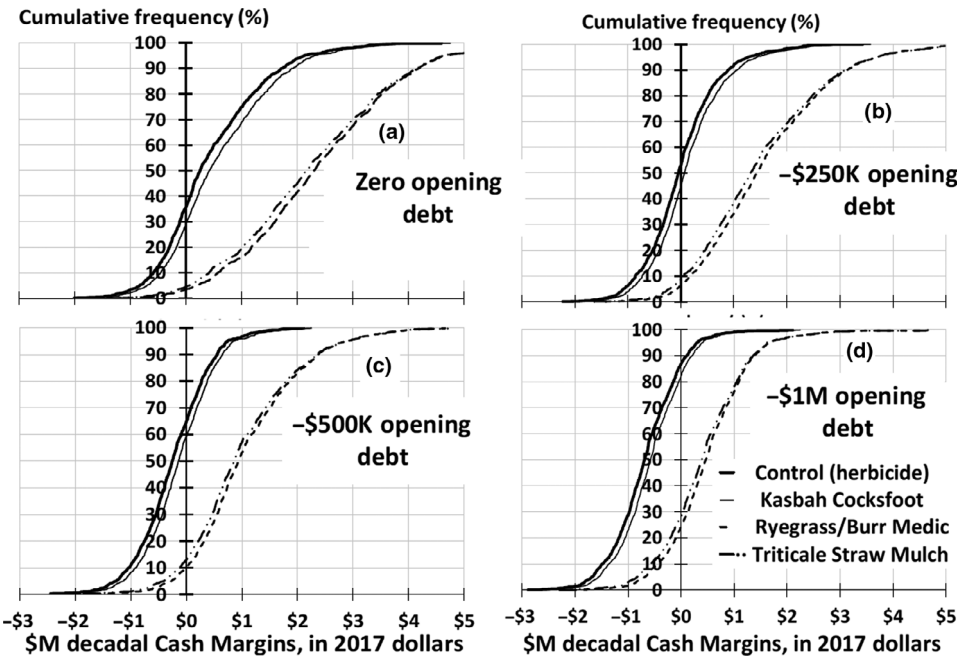 Cumulative frequency (%)
100
90
80
70
60
50
40
30
20
10
0
(a)
Zero opening
debt
Cumulative frequency (%)
100
90
80
70
60
50
40
30
20
10
0
(b)
–$250K opening
debt
100
90
80
70
60
50
40
30
20
10
0
(c)
–$500K opening
debt
–$3 –$2 –$1 $0 $1 $2 $3 $4 $5
$M decadal Cash Margins, in 2017 dollars
100
90
80
70
60
50
40
30
20
10
0
(d)
–$1M opening
debt
Control (herbicide)
Kasbah Cocksfoot
Ryegrass/Burr Medic
Triticale Straw Mulch
–$3 –$2 –$1 $0 $1 $2 $3 $4 $5
$M decadal Cash Margins, in 2017 dollars